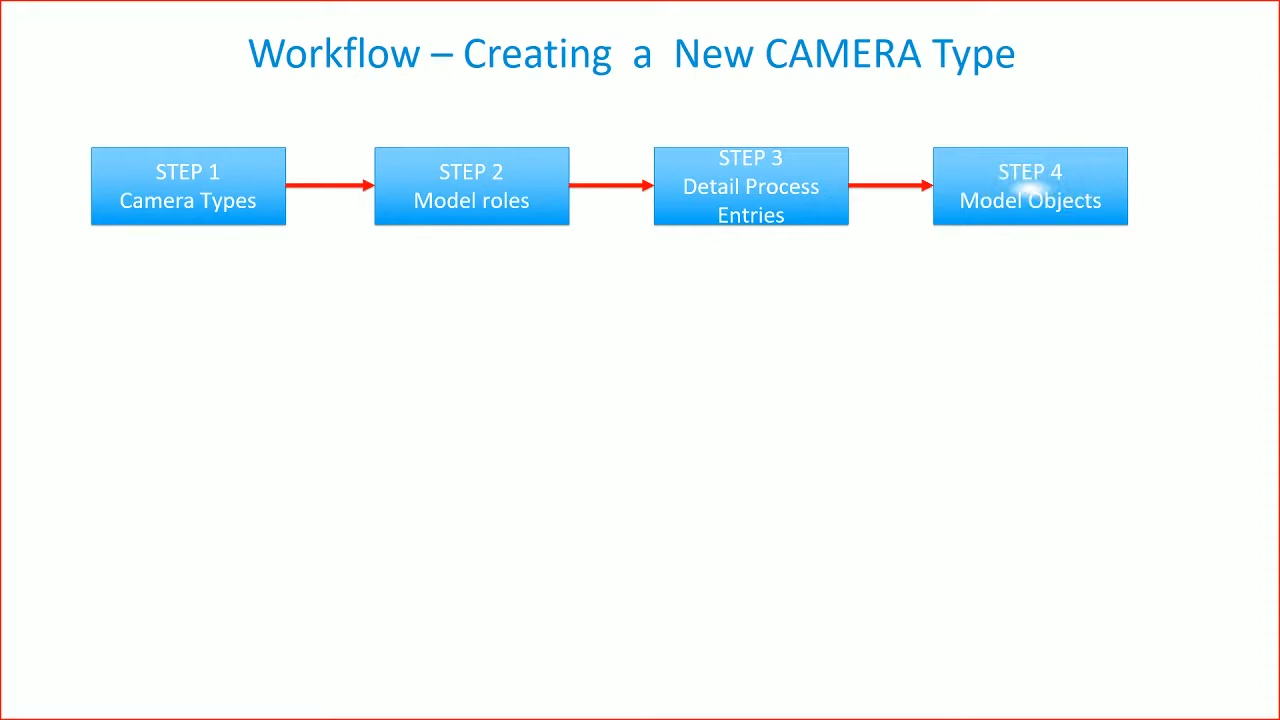 Workflow – Creating a New CAMERA Type
STEP 1
Camera Types
STEP 2
Model roles
STEP 3
Detail Process
Entries
STEP 4
Model Objects